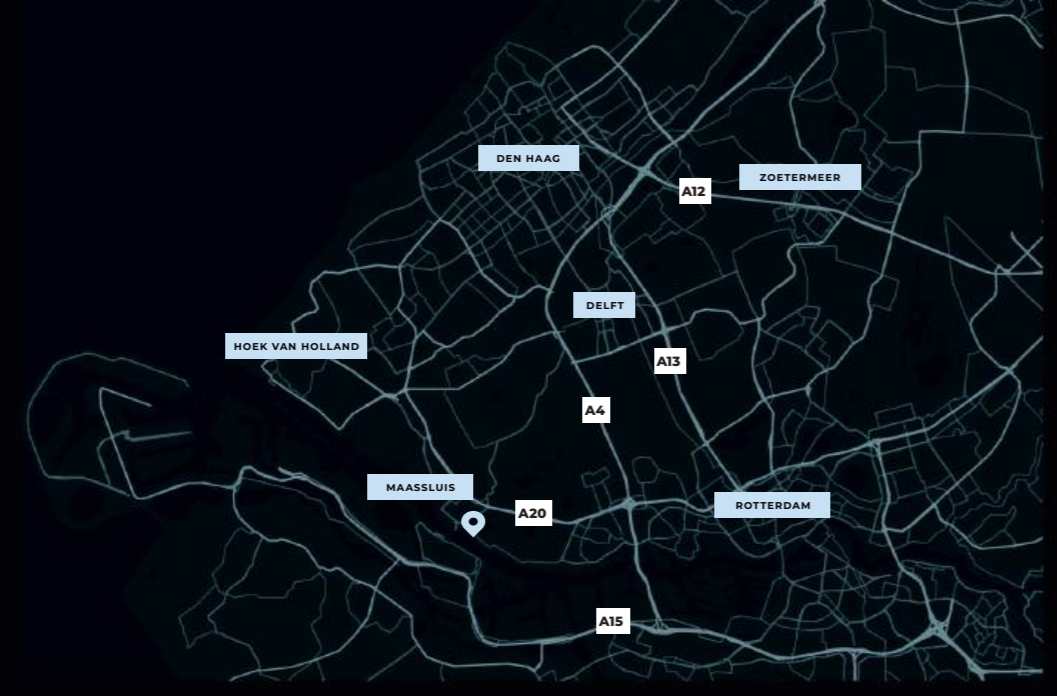 DEN HAAG
ZOETERMEER
A12
DELFT
HOEK VAN HOLLAND
A13
A4
MAASSLUIS
ROTTERDAM
A20
A15